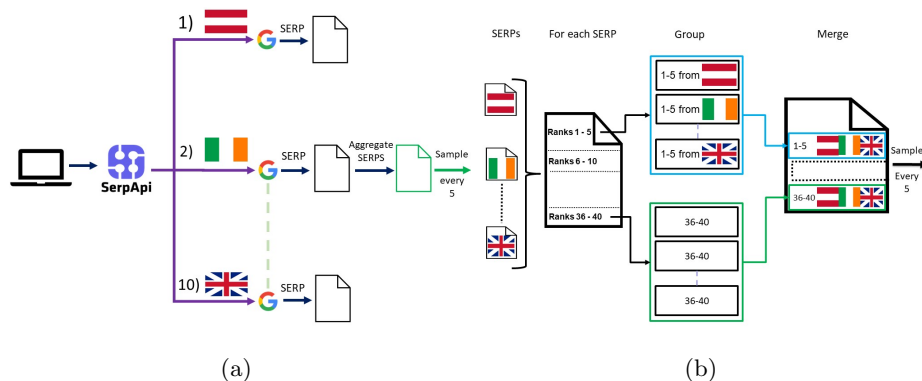 1)
SERP
2)
SERP
SerpApi
Aggregate
SERPS
Sample
every
5
10)
SERP
(a)
SERPs
For each SERP
Group
Merge
1-5 from
1-5 from
1-5 from
Ranks 1 - 5
Ranks 6 - 10
Ranks 36 - 40
36-40
36-40
36-40
1-5
36-40
Sample
Every
5
(b)